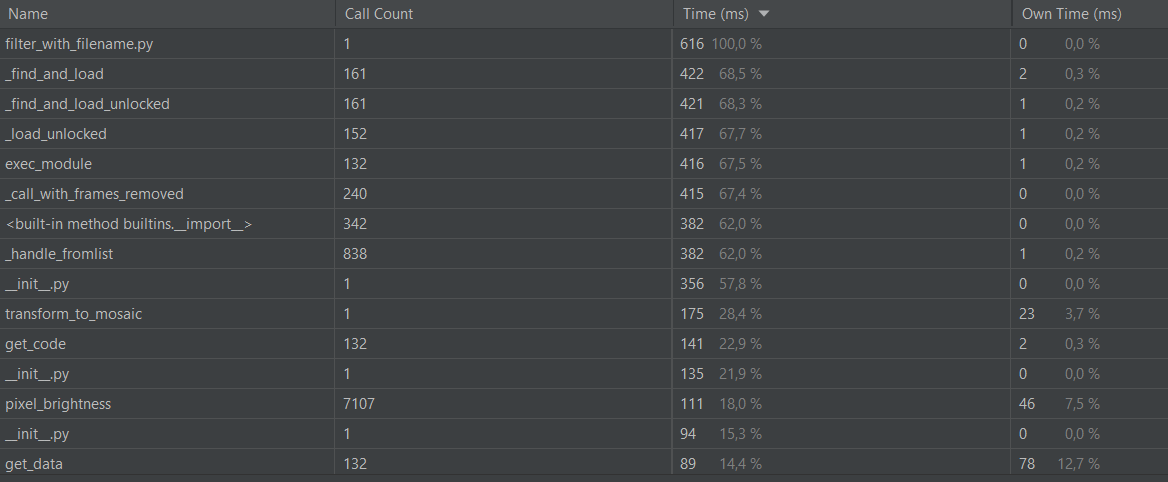 Name Call Count Time (ms) Own Time (ms)
filter_with_filename.py 1 616 100,0 % 0 0,0 %
_find_and_load 161 422 68,5 % 2 0,3 %
_find_and_load_unlocked 161 421 68,3 % 1 0,2 %
_load_unlocked 152 417 67,7 % 1 0,2 %
exec_module 132 416 67,5 % 1 0,2 %
_call_with_frames_removed 240 415 67,4 % 0 0,0 %
<built-in method builtins.__import__> 342 382 62,0 % 0 0,0 %
_handle_fromlist 838 382 62,0 % 1 0,2 %
__init__.py 1 356 57,8 % 0 0,0 %
transform_to_mosaic 1 175 28,4 % 23 3,7 %
get_code 132 141 22,9 % 2 0,3 %
__init__.py 1 135 21,9 % 0 0,0 %
pixel_brightness 7107 111 18,0 % 46 7,5 %
__init__.py 1 94 15,3 % 0 0,0 %
get_data 132 89 14,4 % 78 12,7 %